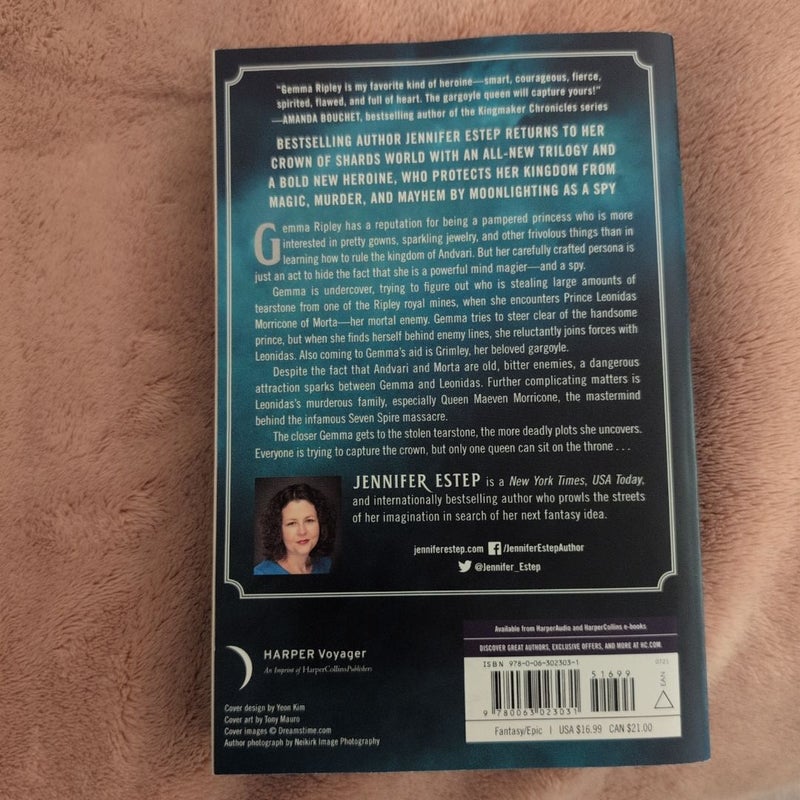 "Gemma Ripley is my favorite kind of heroine—smart, courageous, fierce,
spirited, flawed, and full of heart. The gargoyle queen will capture yours!"
—AMANDA BOUCHET, bestselling author of the Kingmaker Chronicles series
BESTSELLING AUTHOR JENNIFER ESTEP RETURNS TO HER
CROWN OF SHARDS WORLD WITH AN ALL-NEW TRILOGY AND
A BOLD NEW HEROINE, WHO PROTECTS HER KINGDOM FROM
MAGIC, MURDER, AND MAYHEM BY MOONLIGHTING AS A SPY
Gemma Ripley has a reputation for being a pampered princess who is more
interested in pretty gowns, sparkling jewelry, and other frivolous things than in
learning how to rule the kingdom of Andvari. But her carefully crafted persona is
just an act to hide the fact that she is a powerful mind magier—and a spy.
Gemma is undercover, trying to figure out who is stealing large amounts of
tearstone from one of the Ripley royal mines, when she encounters Prince Leonidas
Morricone of Morta—her mortal enemy. Gemma tries to steer clear of the handsome
prince, but when she finds herself behind enemy lines, she reluctantly joins forces with
Leonidas. Also coming to Gemma's aid is Grimley, her beloved gargoyle.
Despite the fact that Andvari and Morta are old, bitter enemies, a dangerous
attraction sparks between Gemma and Leonidas. Further complicating matters is
Leonidas's murderous family, especially Queen Maeven Morricone, the mastermind
behind the infamous Seven Spire massacre.
The closer Gemma gets to the stolen tearstone, the more deadly plots she uncovers.
Everyone is trying to capture the crown, but only one queen can sit on the throne . . .
JENNIFER ESTEP is a New York Times, USA Today,
and internationally bestselling author who prowls the streets
of her imagination in search of her next fantasy idea.
jenniferestep.com /JenniferEstepAuthor
@Jennifer_Estep
Available from HarperAudio and HarperCollins e-books
DISCOVER GREAT AUTHORS, EXCLUSIVE OFFERS, AND MORE AT HC.COM.
HARPER Voyager
An Imprint of HarperCollinsPublishers
ISBN 978-0-06-302303-1
0721
51699
EAN
9 780063 023031
Fantasy/Epic | USA $16.99 CAN $21.00
Cover design by Yeon Kim
Cover art by Tony Mauro
Cover images © Dreamstime.com
Author photograph by Neikirk Image Photography